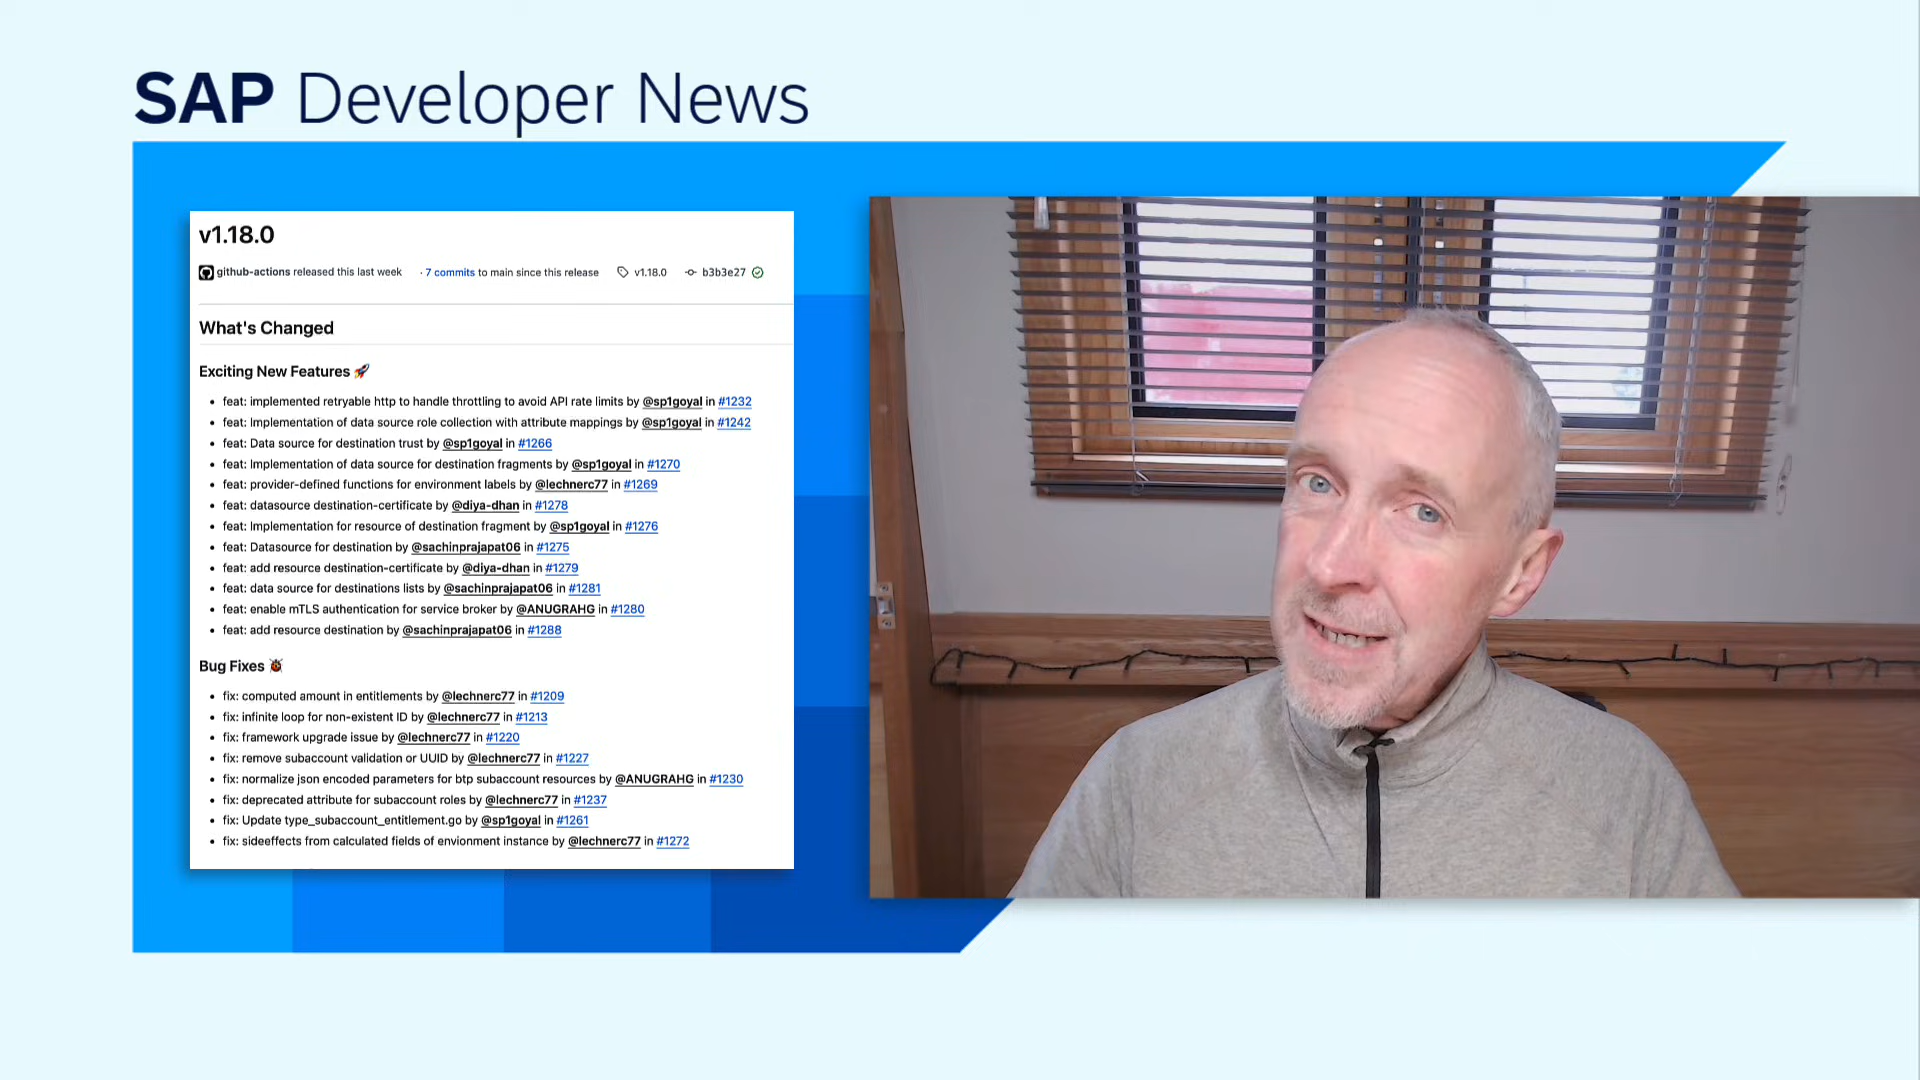 SAP Developer News
v1.18.0
github-actions released this last week · 7 commits to main since this release v1.18.0 b3b3e27
What's Changed
Exciting New Features 🚀
• feat: implemented retryable http to handle throttling to avoid API rate limits by @sp1goyal in #1232
• feat: Implementation of data source role collection with attribute mappings by @sp1goyal in #1242
• feat: Data source for destination trust by @sp1goyal in #1266
• feat: Implementation of data source for destination fragments by @sp1goyal in #1270
• feat: provider-defined functions for environment labels by @lechnerc77 in #1269
• feat: datasource destination-certificate by @diya-dhan in #1278
• feat: Implementation for resource of destination fragment by @sp1goyal in #1276
• feat: Datasource for destination by @sachinprajapat06 in #1275
• feat: add resource destination-certificate by @diya-dhan in #1279
• feat: data source for destinations lists by @sachinprajapat06 in #1281
• feat: enable mTLS authentication for service broker by @ANUGRAHG in #1280
• feat: add resource destination by @sachinprajapat06 in #1288
Bug Fixes 🐞
• fix: computed amount in entitlements by @lechnerc77 in #1209
• fix: infinite loop for non-existent ID by @lechnerc77 in #1213
• fix: framework upgrade issue by @lechnerc77 in #1220
• fix: remove subaccount validation or UUID by @lechnerc77 in #1227
• fix: normalize json encoded parameters for btp subaccount resources by @ANUGRAHG in #1230
• fix: deprecated attribute for subaccount roles by @lechnerc77 in #1237
• fix: Update type_subaccount_entitlement.go by @sp1goyal in #1261
• fix: sideeffects from calculated fields of envionment instance by @lechnerc77 in #1272